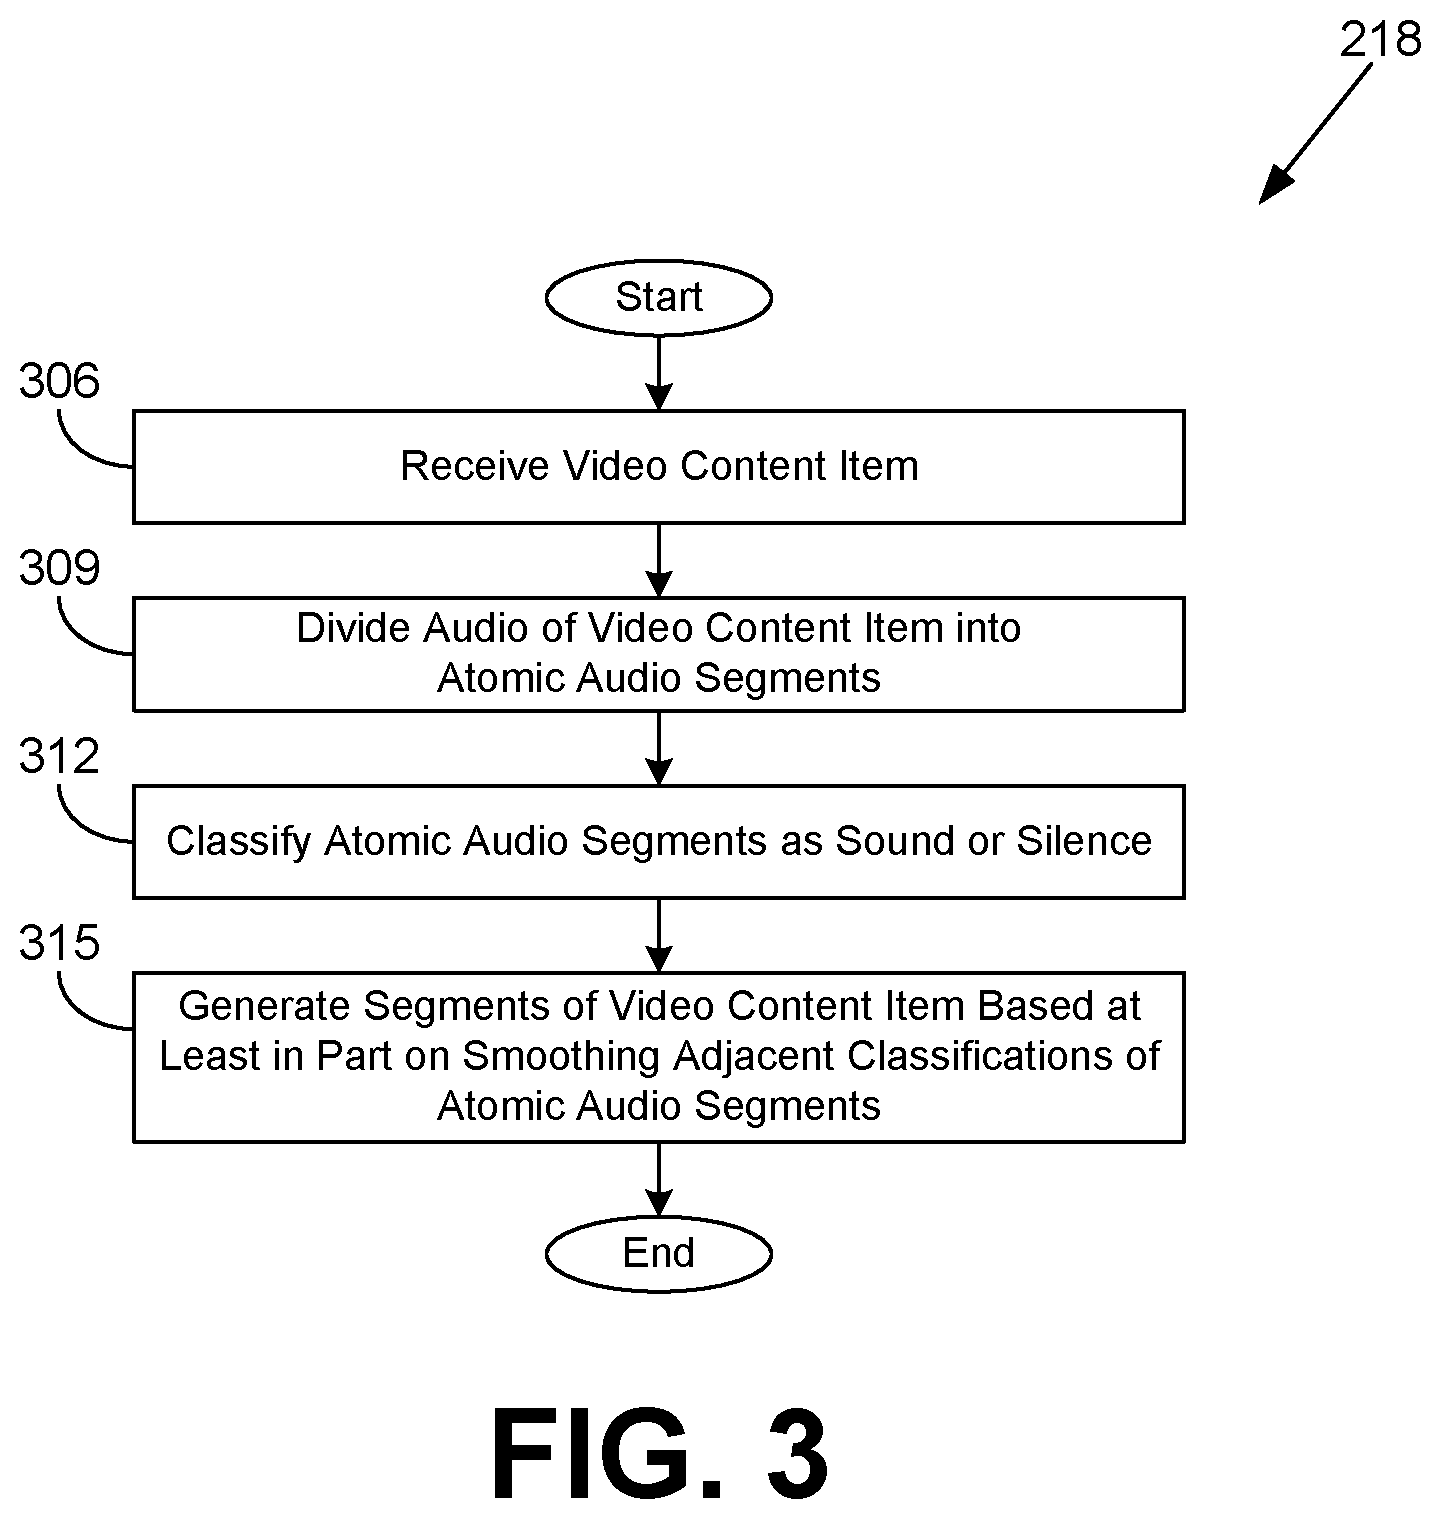 218
Start
306
Receive Video Content Item
309
Divide Audio of Video Content Item into
Atomic Audio Segments
312
Classify Atomic Audio Segments as Sound or Silence
315
Generate Segments of Video Content Item Based at
Least in Part on Smoothing Adjacent Classifications of
Atomic Audio Segments
End
FIG. 3